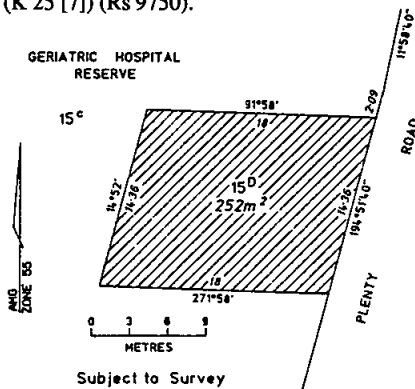 (K 25 [7]) (Rs 9750).
GERIATRIC HOSPITAL
RESERVE
15C
91°58'
18
2·09
11°58'40"
ROAD
14°52'
14·36
15D
252m²
14·36
194°51'40"
18
271°58'
PLENTY
AMG
ZONE 55
0 3 6 9
METRES
Subject to Survey